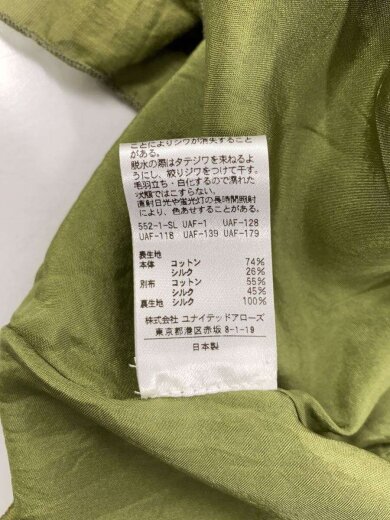 ことによりシワが消失すること
がある。
脱水の際はタテジワを束ねるよ
うにし、絞りジワをつけて干す。
毛羽立ち・白化するので濡れた
状態ではこすらない。
直射日光や蛍光灯の長時間照射
により、色あせすることがある。
552-1-SL UAF-1 UAF-128
UAF-118 UAF-139 UAF-179
表生地
本体 コットン 74%
シルク 26%
別布 コットン 55%
シルク 45%
裏生地 シルク 100%
株式会社 ユナイテッドアローズ
東京都港区赤坂8-1-19
日本製